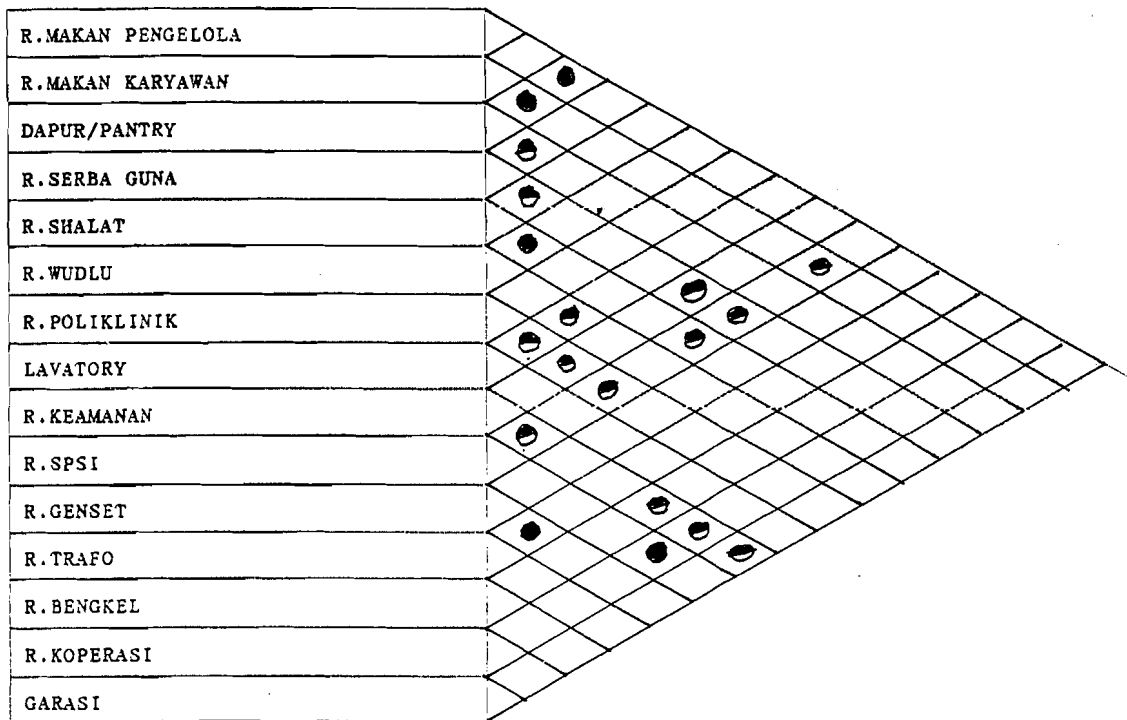 R.MAKAN PENGELOLA
R.MAKAN KARYAWAN
DAPUR/PANTRY
R.SERBA GUNA
R.SHALAT
R.WUDLU
R.POLIKLINIK
LAVATORY
R.KEAMANAN
R.SPSI
R.GENSET
R.TRAFO
R.BENGKEL
R.KOPERASI
GARASI